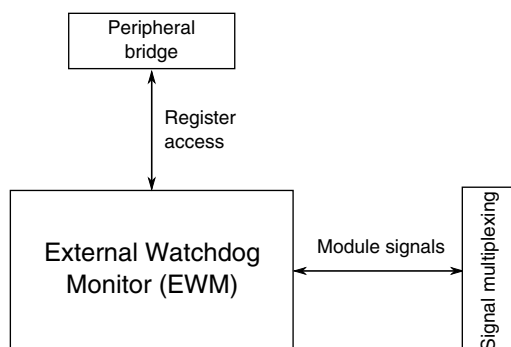 Peripheral
bridge
Register
access
External Watchdog
Monitor (EWM)
Module signals
Signal multiplexing